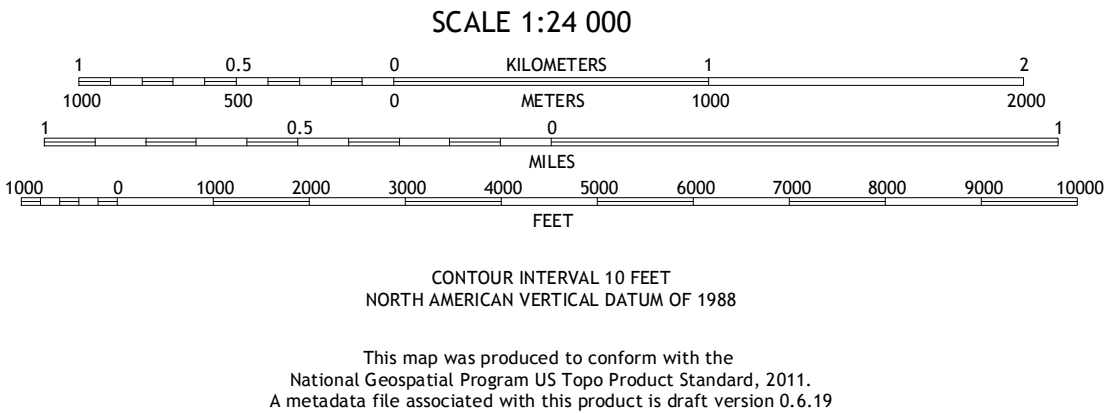 SCALE 1:24 000
1 0.5 0 KILOMETERS 1 2
1000 500 0 METERS 1000 2000
1 0.5 0 1
MILES
1000 0 1000 2000 3000 4000 5000 6000 7000 8000 9000 10000
FEET
CONTOUR INTERVAL 10 FEET
NORTH AMERICAN VERTICAL DATUM OF 1988
This map was produced to conform with the
National Geospatial Program US Topo Product Standard, 2011.
A metadata file associated with this product is draft version 0.6.19